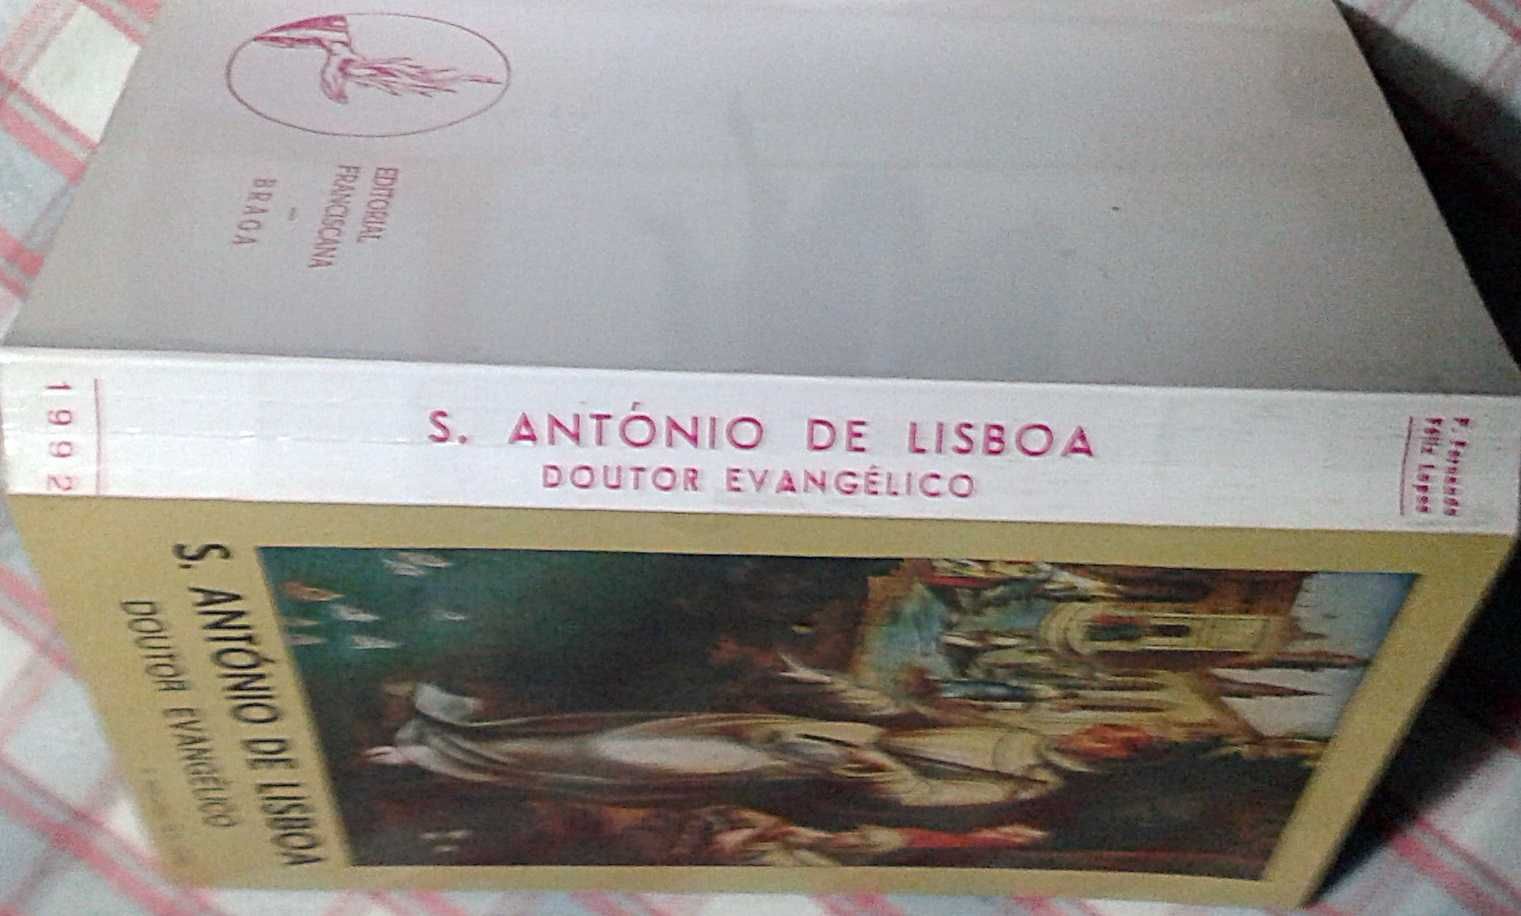 EDITORIAL
FRANCISCANA
—
BRAGA
F. Fernando
Félix Lopes
S. ANTÓNIO DE LISBOA
DOUTOR EVANGÉLICO
1992
S. ANTÓNIO DE LISBOA
DOUTOR EVANGÉLICO